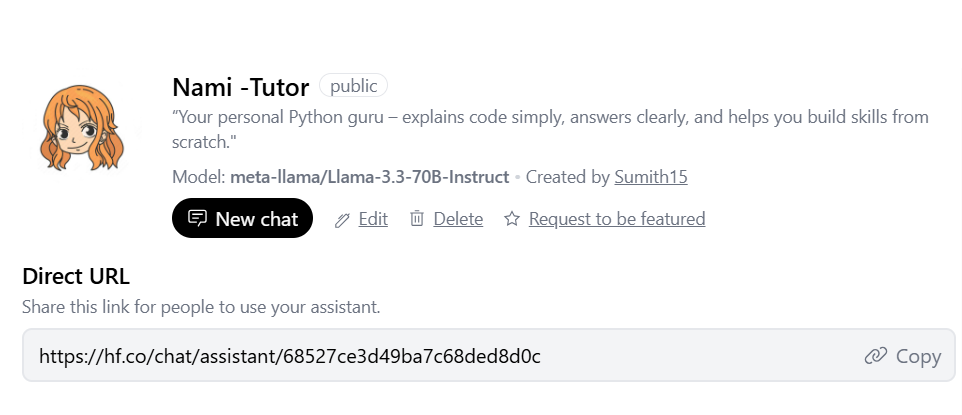 Nami -Tutor public
“Your personal Python guru – explains code simply, answers clearly, and helps you build skills from
scratch."
Model: meta-llama/Llama-3.3-70B-Instruct • Created by Sumith15
New chat Edit Delete Request to be featured
Direct URL
Share this link for people to use your assistant.
https://hf.co/chat/assistant/68527ce3d49ba7c68ded8d0c Copy